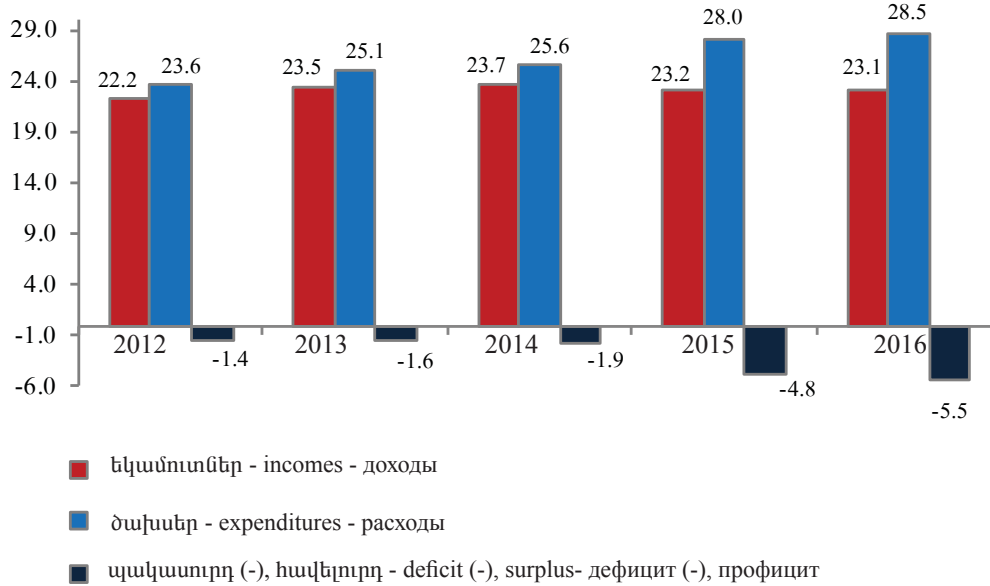 29.0
24.0
19.0
14.0
9.0
4.0
-1.0
-6.0
22.2 23.6 23.5 25.1 23.7 25.6 23.2 28.0 23.1 28.5
2012 2013 2014 2015 2016
-1.4 -1.6 -1.9 -4.8 -5.5
եկամուտներ - incomes - доходы
ծախսեր - expenditures - расходы
պակասուրդ (-), հավելուրդ - deficit (-), surplus- дефицит (-), профицит